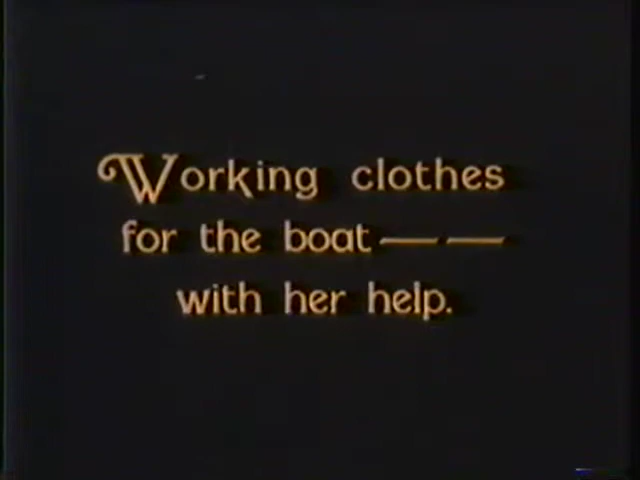 Working clothes
for the boat — —
with her help.